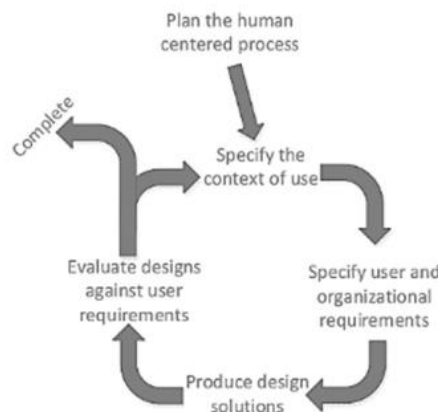 Plan the human
centered process
Complete
Specify the
context of use
Specify user and
organizational
requirements
Produce design
solutions
Evaluate designs
against user
requirements